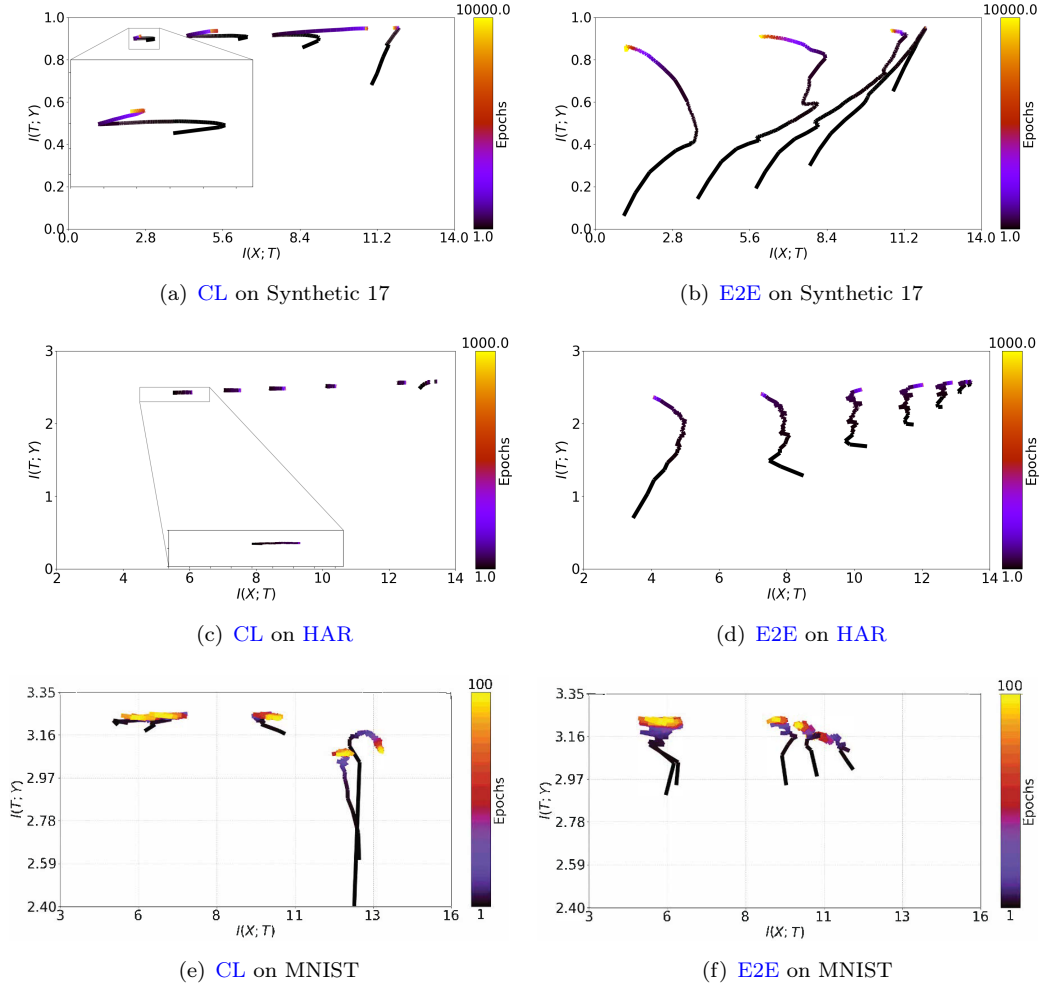 10000.0
1.0
0.8
0.6
0.4
0.2
0.0
I(T; Y)
0.0 2.8 5.6 8.4 11.2 14.0
I(X; T)
Epochs
1.0
(a) CL on Synthetic 17
10000.0
1.0
0.8
0.6
0.4
0.2
0.0
I(T; Y)
0.0 2.8 5.6 8.4 11.2 14.0
I(X; T)
Epochs
1.0
(b) E2E on Synthetic 17
1000.0
3
2
1
0
I(T; Y)
2 4 6 8 10 12 14
I(X; T)
Epochs
1.0
(c) CL on HAR
1000.0
3
2
1
0
I(T; Y)
2 4 6 8 10 12 14
I(X; T)
Epochs
1.0
(d) E2E on HAR
100
3.35
3.16
2.97
2.78
2.59
2.40
I(T; Y)
3 6 8 11 13 16
I(X; T)
Epochs
1
(e) CL on MNIST
100
3.35
3.16
2.97
2.78
2.59
2.40
I(T; Y)
3 6 8 11 13 16
I(X; T)
Epochs
1
(f) E2E on MNIST